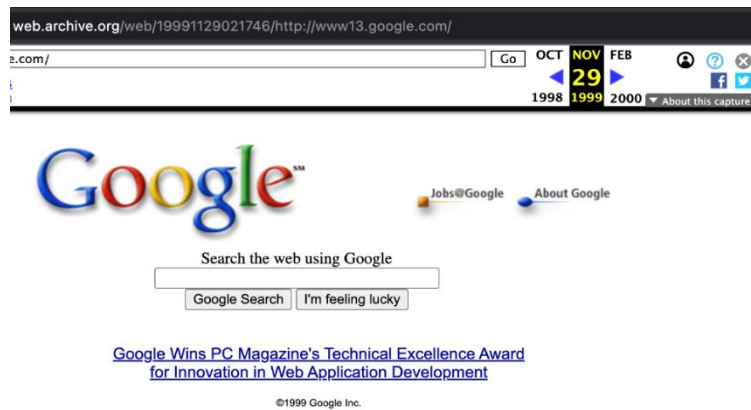 web.archive.org/web/19991129021746/http://www13.google.com/
e.com/ Go OCT NOV FEB
29
1998 1999 2000 About this capture
Google SM
Jobs@Google About Google
Search the web using Google
Google Search I'm feeling lucky
Google Wins PC Magazine's Technical Excellence Award
for Innovation in Web Application Development
©1999 Google Inc.